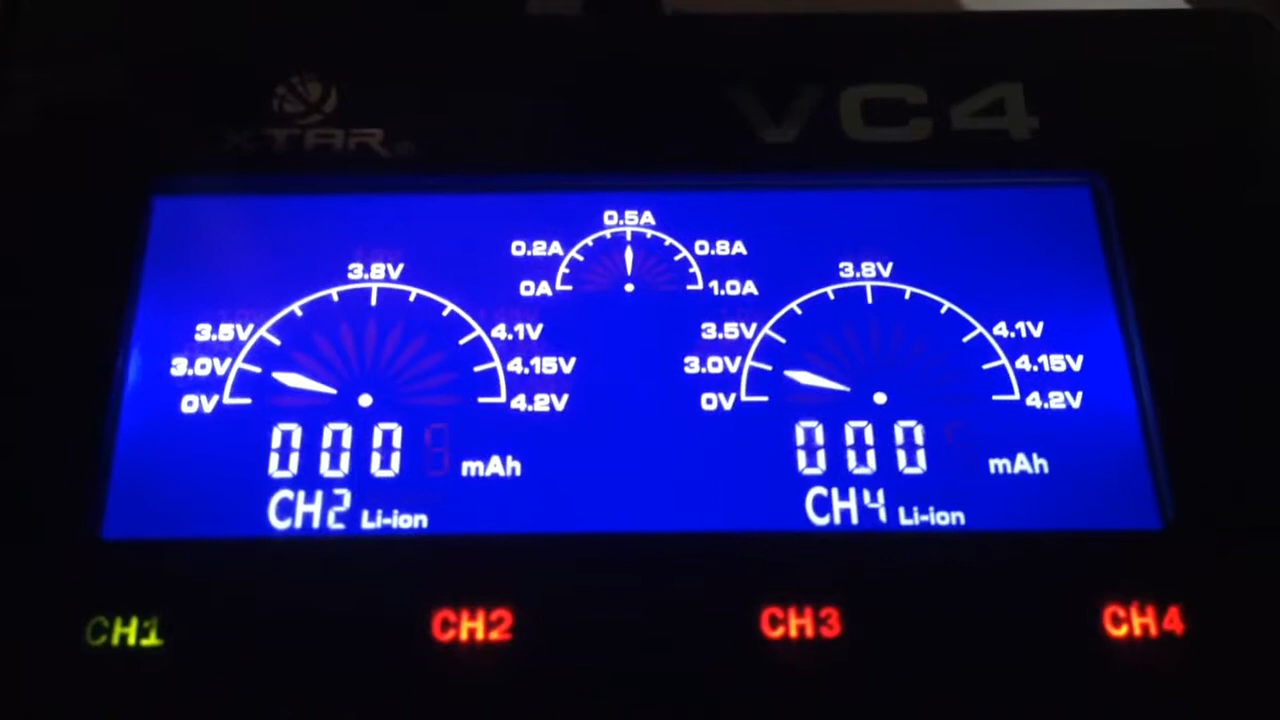 XTAR
VC4
0.5A
0.2A 0.8A
0A 1.0A
3.8V
3.5V 4.1V
3.0V 4.15V
0V 4.2V
000 mAh
CH2 Li-ion
3.8V
3.5V 4.1V
3.0V 4.15V
0V 4.2V
000 mAh
CH4 Li-ion
CH1 CH2 CH3 CH4